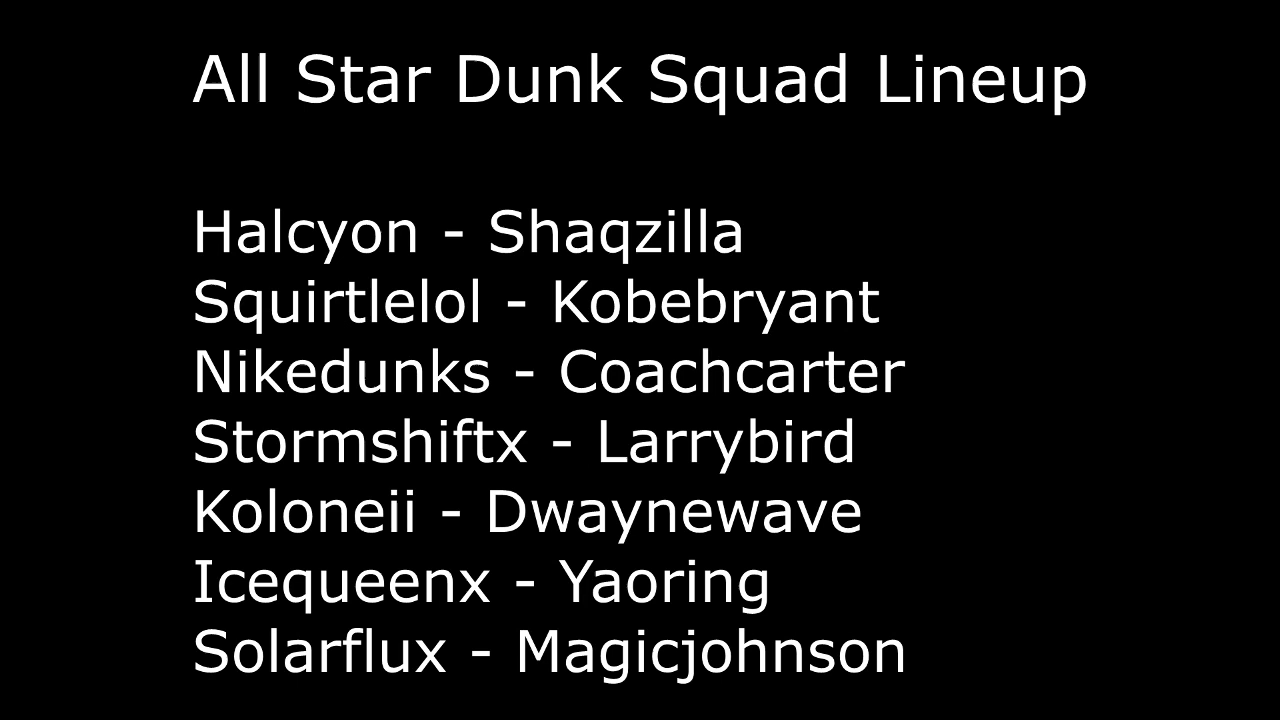 All Star Dunk Squad Lineup
Halcyon - Shaqzilla
Squirtlelol - Kobebryant
Nikedunks - Coachcarter
Stormshiftx - Larrybird
Koloneii - Dwaynewave
Icequeenx - Yaoring
Solarflux - Magicjohnson